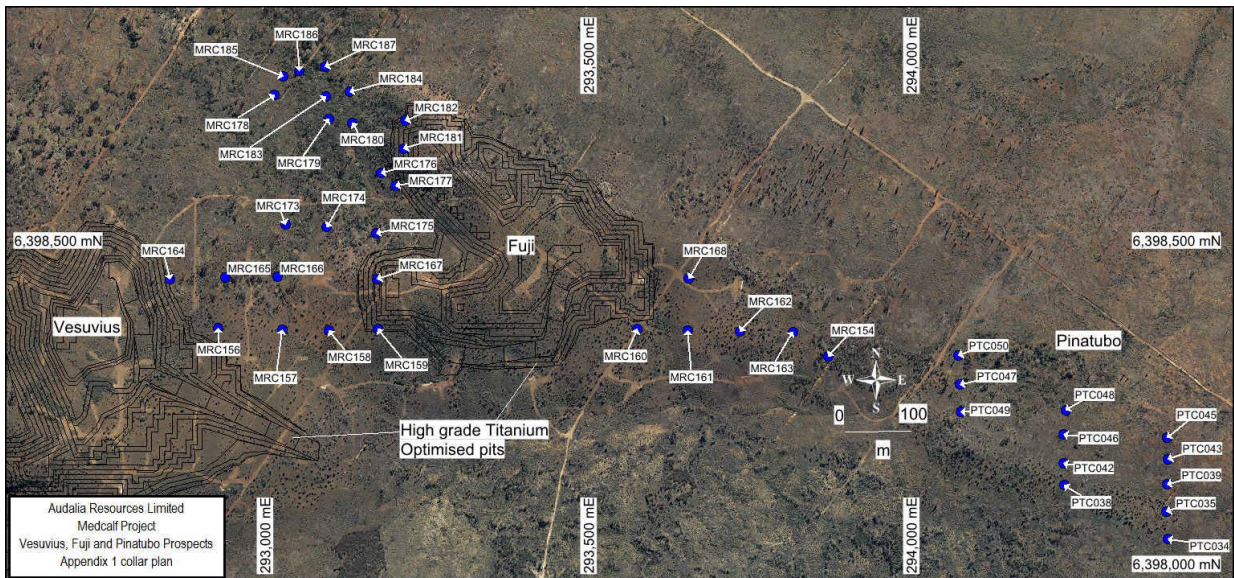 MRC185
MRC186
MRC187
MRC184
MRC178
MRC183
MRC179
MRC180
MRC182
MRC181
MRC176
MRC177
293,500 mE
294,000 mE
MRC173
MRC174
MRC175
6,398,500 mN
6,398,500 mN
MRC164
MRC165
MRC166
MRC167
Fuji
MRC168
Vesuvius
MRC156
MRC157
MRC158
MRC159
MRC160
MRC161
MRC162
MRC163
MRC154
N
W
E
S
0
100
m
PTC050
PTC047
PTC049
Pinatubo
PTC048
PTC046
PTC042
PTC038
PTC045
PTC043
PTC039
PTC035
PTC034
High grade Titanium
Optimised pits
293,000 mE
293,500 mE
294,000 mE
6,398,000 mN
Audalia Resources Limited
Medcalf Project
Vesuvius, Fuji and Pinatubo Prospects
Appendix 1 collar plan